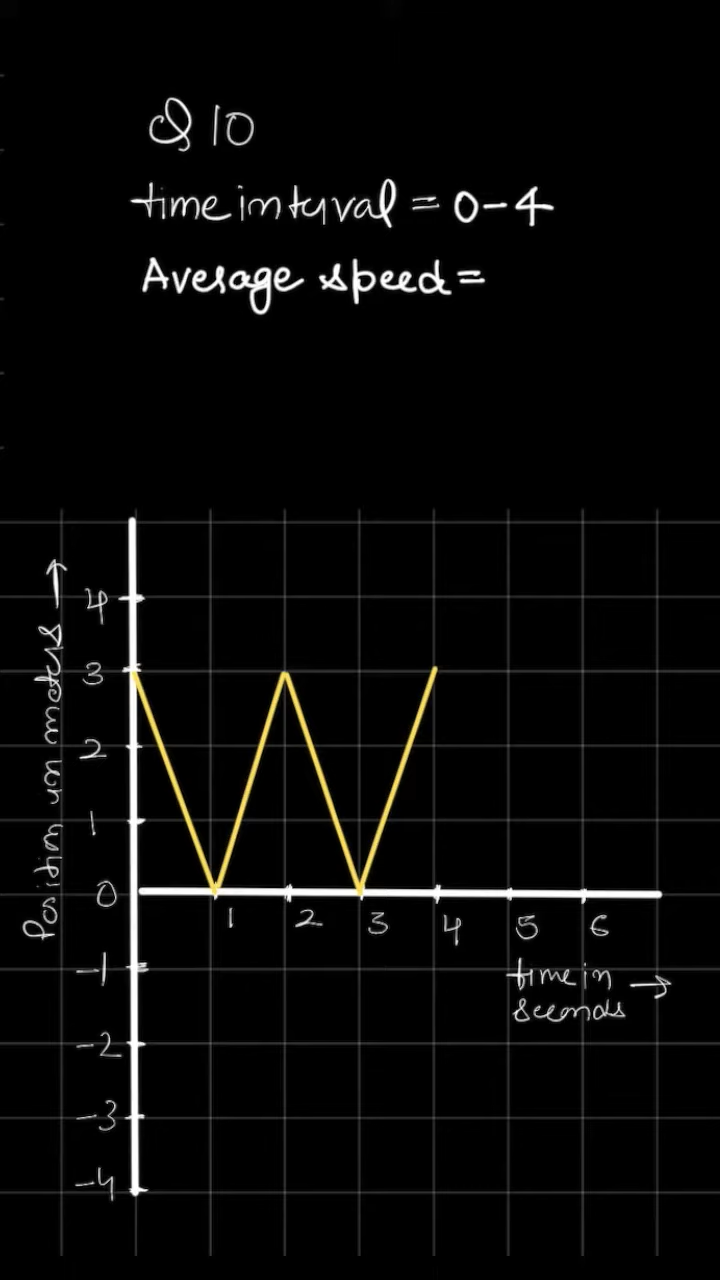 Q 10
time interval = 0-4
Average speed =
Position in meters →
4
3
2
1
0
-1
-2
-3
-4
1 2 3 4 5 6
time in →
seconds